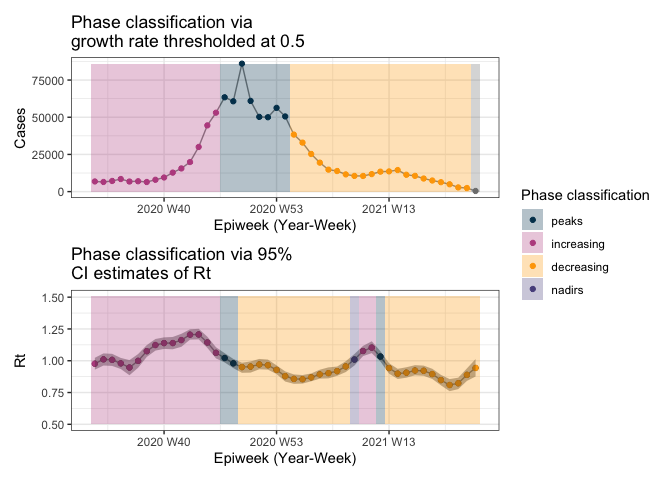 Phase classification via
growth rate thresholded at 0.5
Cases
75000
50000
25000
0
2020 W40
2020 W53
2021 W13
Epiweek (Year-Week)
Phase classification via 95%
CI estimates of Rt
Rt
1.50
1.25
1.00
0.75
0.50
2020 W40
2020 W53
2021 W13
Epiweek (Year-Week)
Phase classification
peaks
increasing
decreasing
nadirs